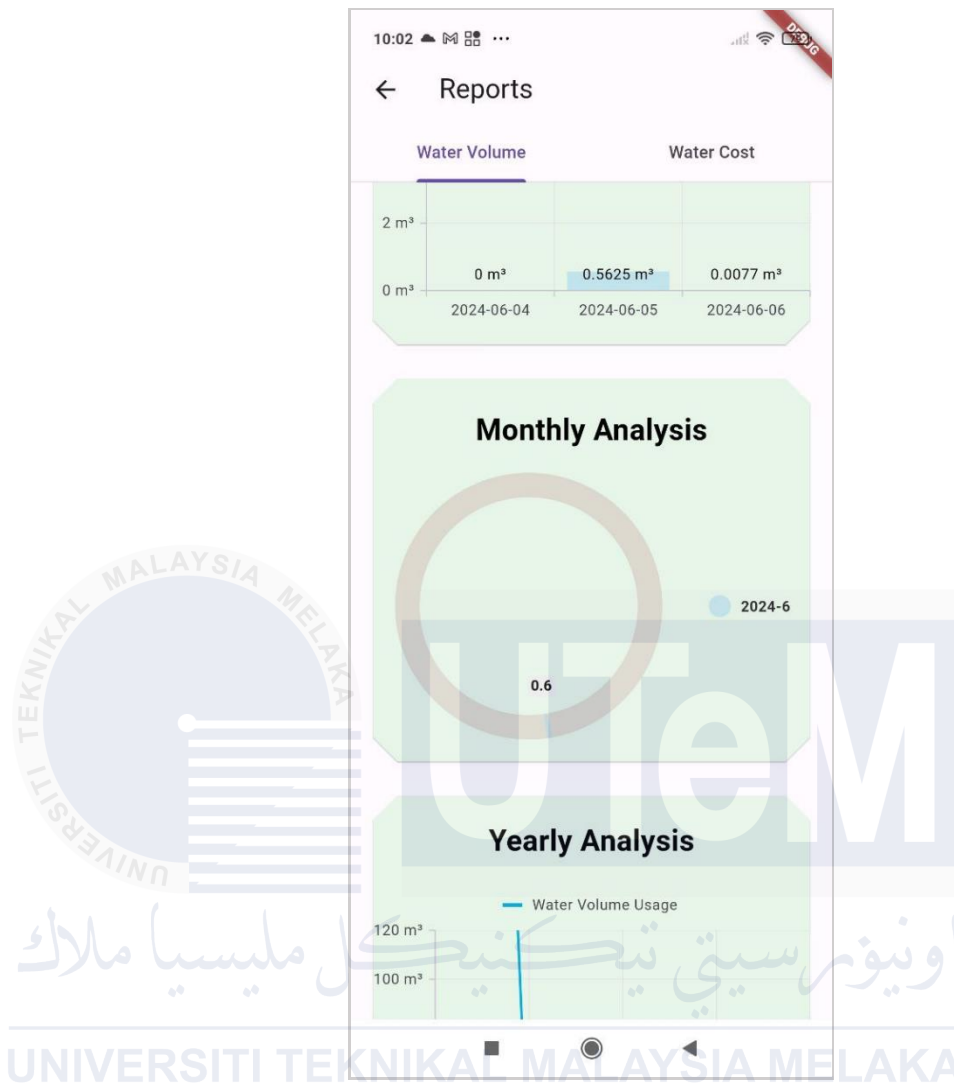 10:02
DEBUG
Reports
Water Volume
Water Cost
2 m³
0 m³
0.5625 m³
0.0077 m³
0 m³
2024-06-04
2024-06-05
2024-06-06
Monthly Analysis
2024-6
0.6
Yearly Analysis
Water Volume Usage
120 m³
100 m³
UNIVERSITI TEKNIKAL MALAYSIA MELAKA
UTeM
اونيۏرسيتي تيكنيكل مليسيا ملاك
UNIVERSITI TEKNIKAL MALAYSIA MELAKA